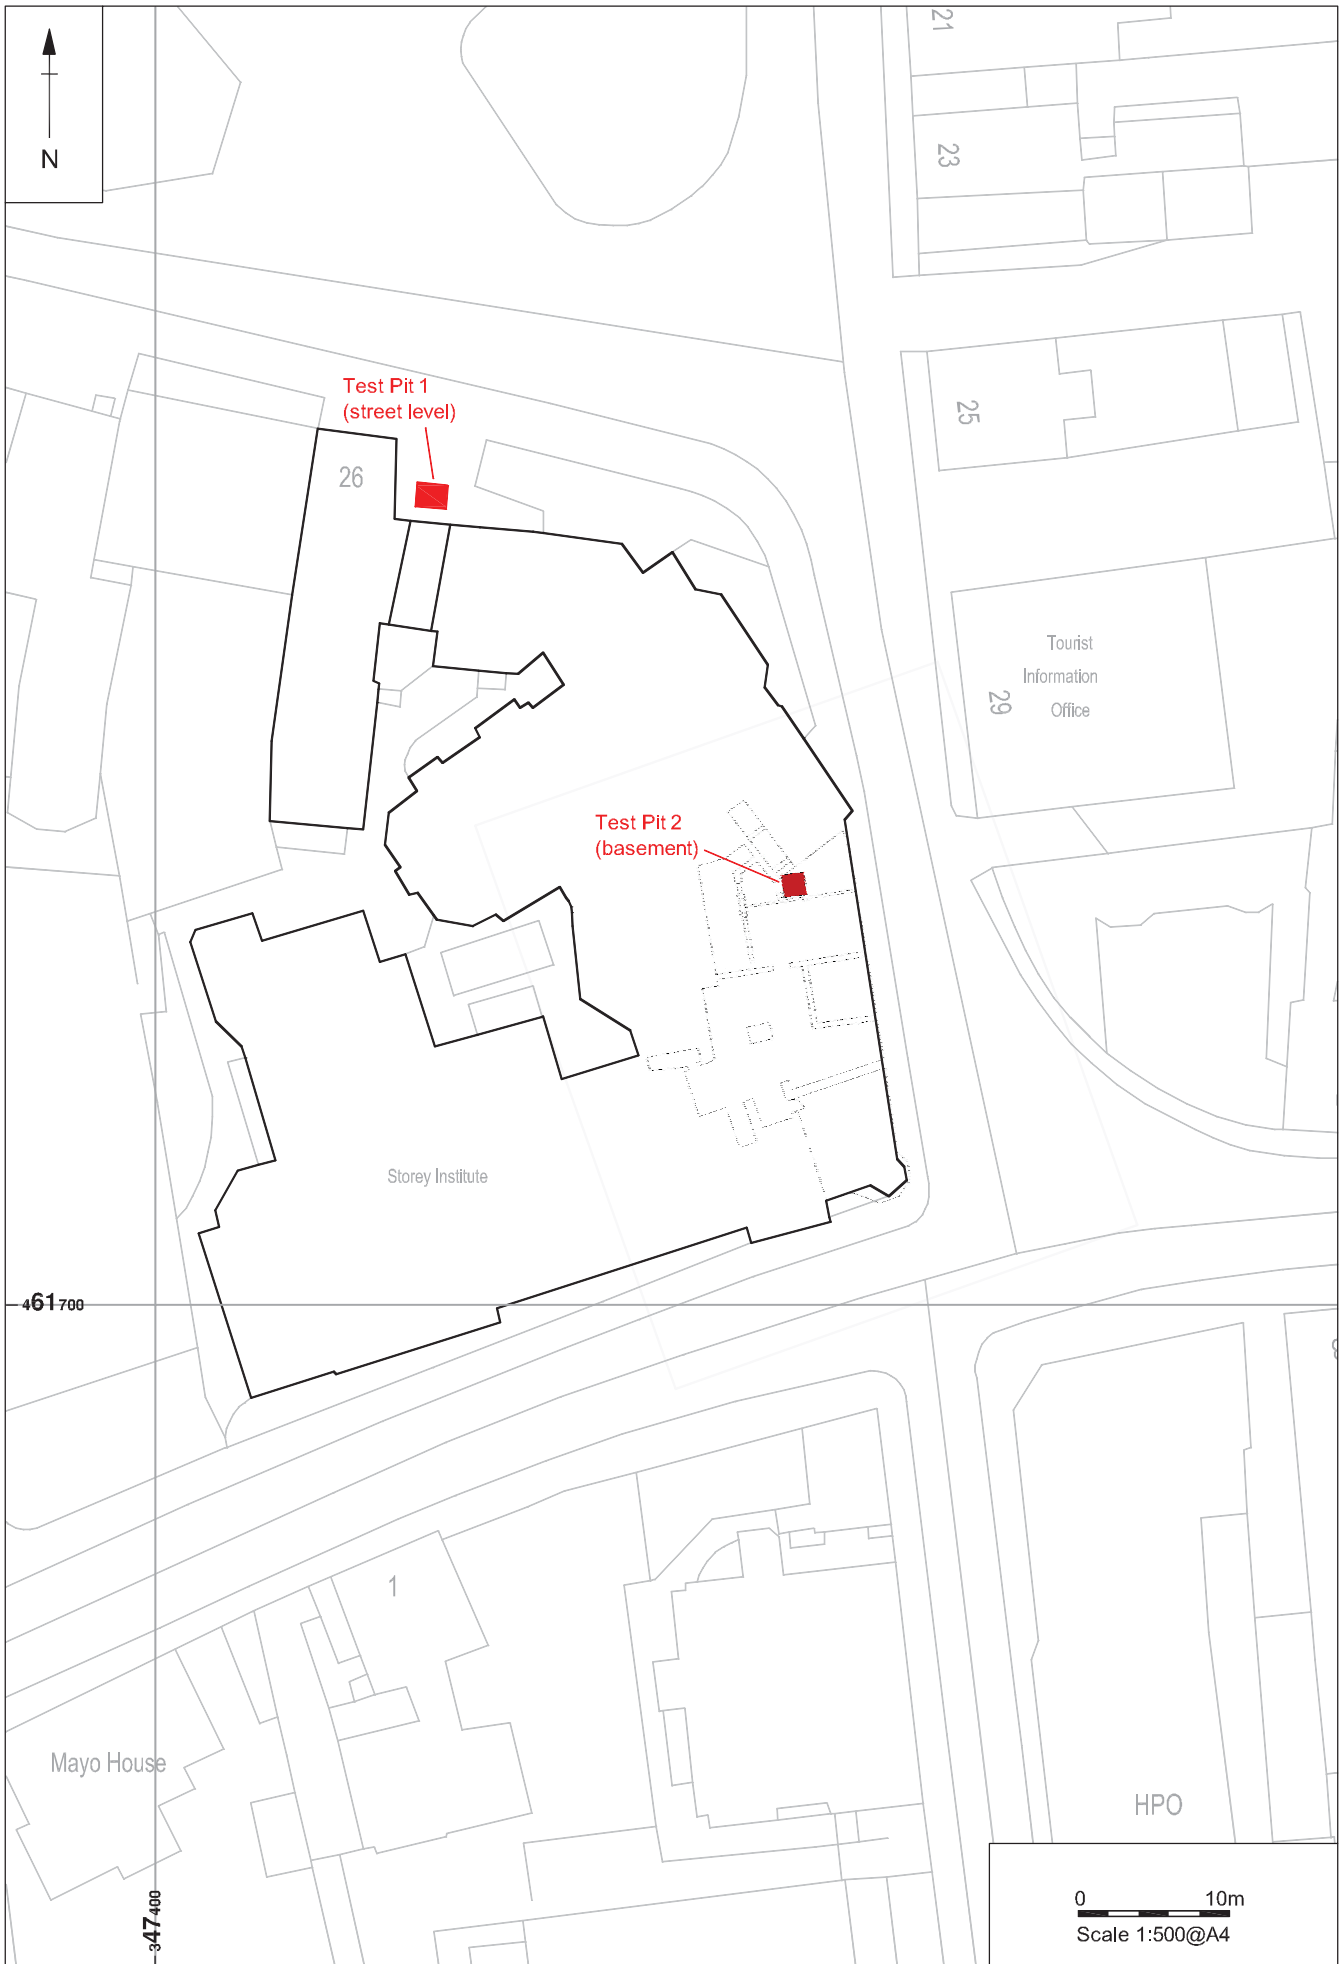 N
21
23
25
Test Pit 1
(street level)
26
Tourist
Information
Office
29
Test Pit 2
(basement)
Storey Institute
461700
1
Mayo House
HPO
347400
0 10m
Scale 1:500@A4